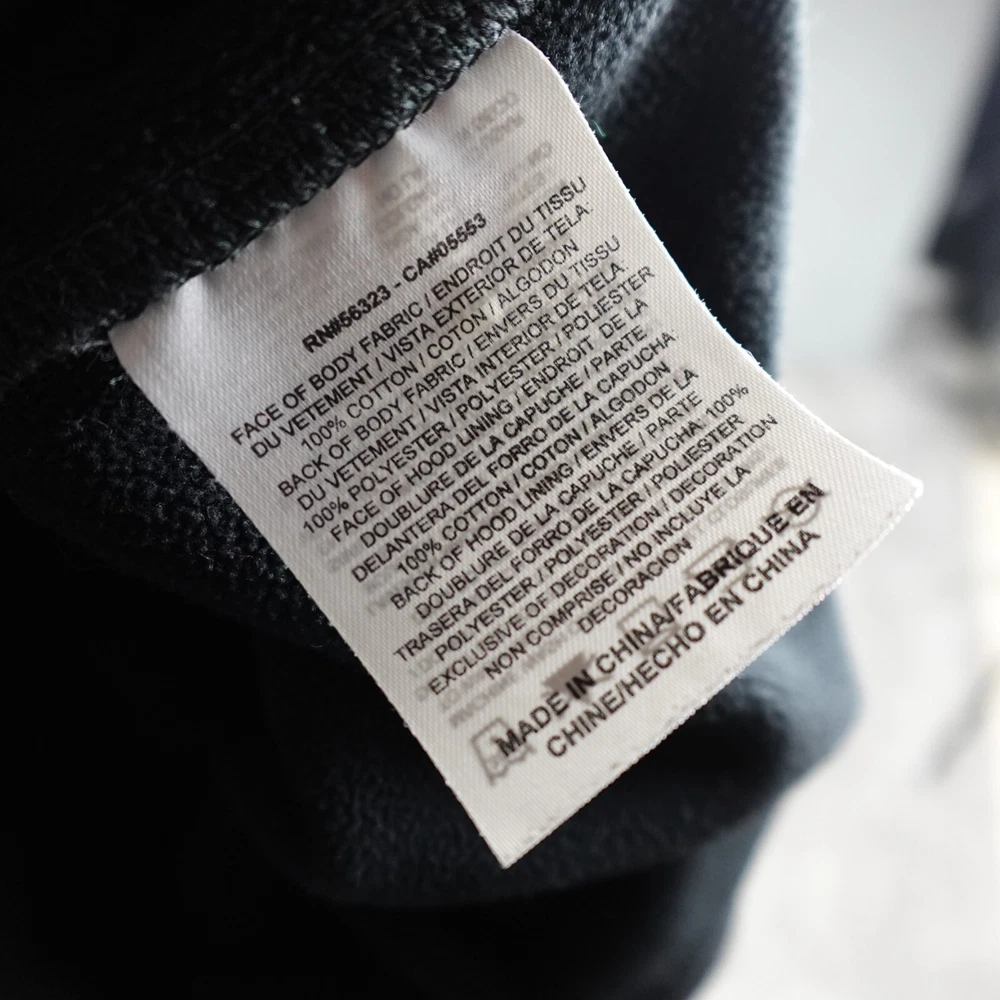 RN#56323 - CA#05553
FACE OF BODY FABRIC / ENDROIT DU TISSU
DU VETEMENT / VISTA EXTERIOR DE TELA
100% COTTON / COTON / ALGODON
BACK OF BODY FABRIC / ENVERS DU TISSU
DU VETEMENT / VISTA INTERIOR DE TELA
100% POLYESTER / POLYESTER / POLIESTER
FACE OF HOOD LINING / ENDROIT DE LA
DOUBLURE DE LA CAPUCHE / PARTE
DELANTERA DEL FORRO DE LA CAPUCHA:
100% COTTON / COTON / ALGODON
BACK OF HOOD LINING / ENVERS DE LA
DOUBLURE DE LA CAPUCHE / PARTE
TRASERA DEL FORRO DE LA CAPUCHA: 100%
POLYESTER / POLYESTER / POLIESTER
EXCLUSIVE OF DECORATION / DECORATION
NON COMPRISE / NO INCLUYE LA
DECORACION
MADE IN CHINA/FABRIQUE EN
CHINE/HECHO EN CHINA